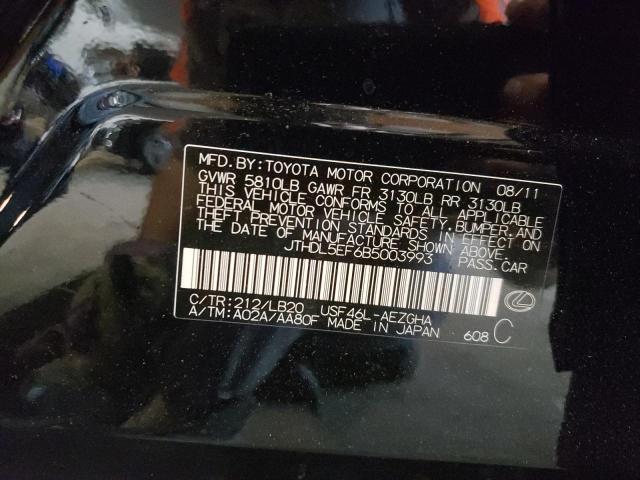 MFD.BY:TOYOTA MOTOR CORPORATION 08/11
GVWR 5810LB GAWR FR 3130LB RR 3130LB
THIS VEHICLE CONFORMS TO ALL APPLICABLE
FEDERAL MOTOR VEHICLE SAFETY,BUMPER,AND
THEFT PREVENTION STANDARDS IN EFFECT ON
THE DATE OF MANUFACTURE SHOWN ABOVE.
JTHDL5EF6B5003993 PASS.CAR
C/TR:212/LB20 USF46L-AEZGHA
A/TM:A02A/AA80F MADE IN JAPAN 608 C